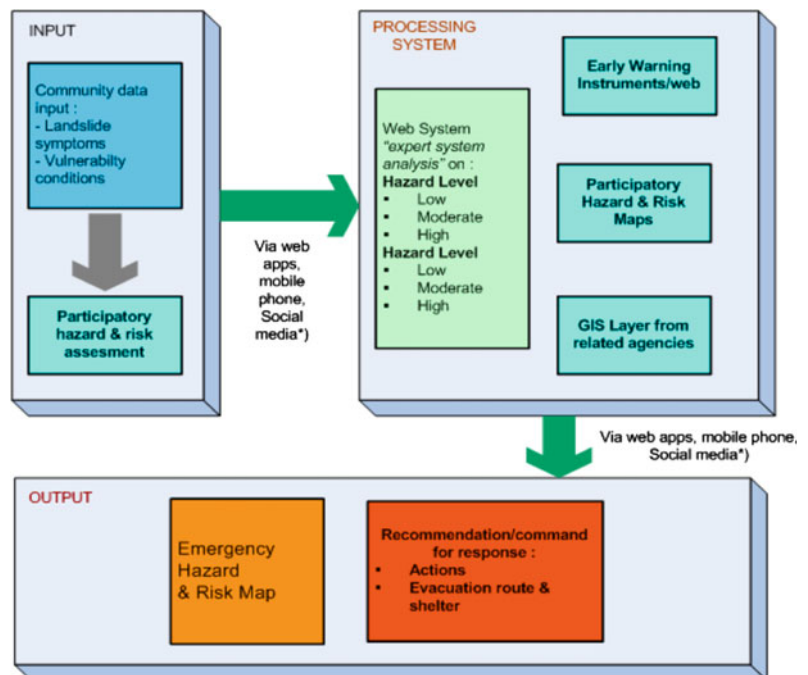 INPUT
Community data
input :
- Landslide
symptoms
- Vulnerabilty
conditions
Participatory
hazard & risk
assesment
Via web
apps,
mobile
phone,
Social
media*)
PROCESSING
SYSTEM
Web System
"expert system
analysis" on :
Hazard Level
▪ Low
▪ Moderate
▪ High
Hazard Level
▪ Low
▪ Moderate
▪ High
Early Warning
Instruments/web
Participatory
Hazard & Risk
Maps
GIS Layer from
related agencies
Via web apps, mobile phone,
Social media*)
OUTPUT
Emergency
Hazard
& Risk Map
Recommendation/command
for response :
▪ Actions
▪ Evacuation route &
shelter